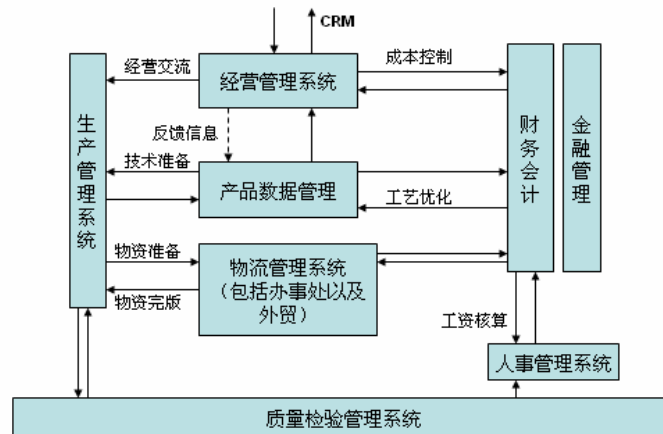 CRM
经营交流
经营管理系统
成本控制
生产管理系统
反馈信息
财务会计
金融管理
技术准备
产品数据管理
工艺优化
物资准备
物流管理系统
（包括办事处以及
外贸）
物资完版
工资核算
人事管理系统
质量检验管理系统